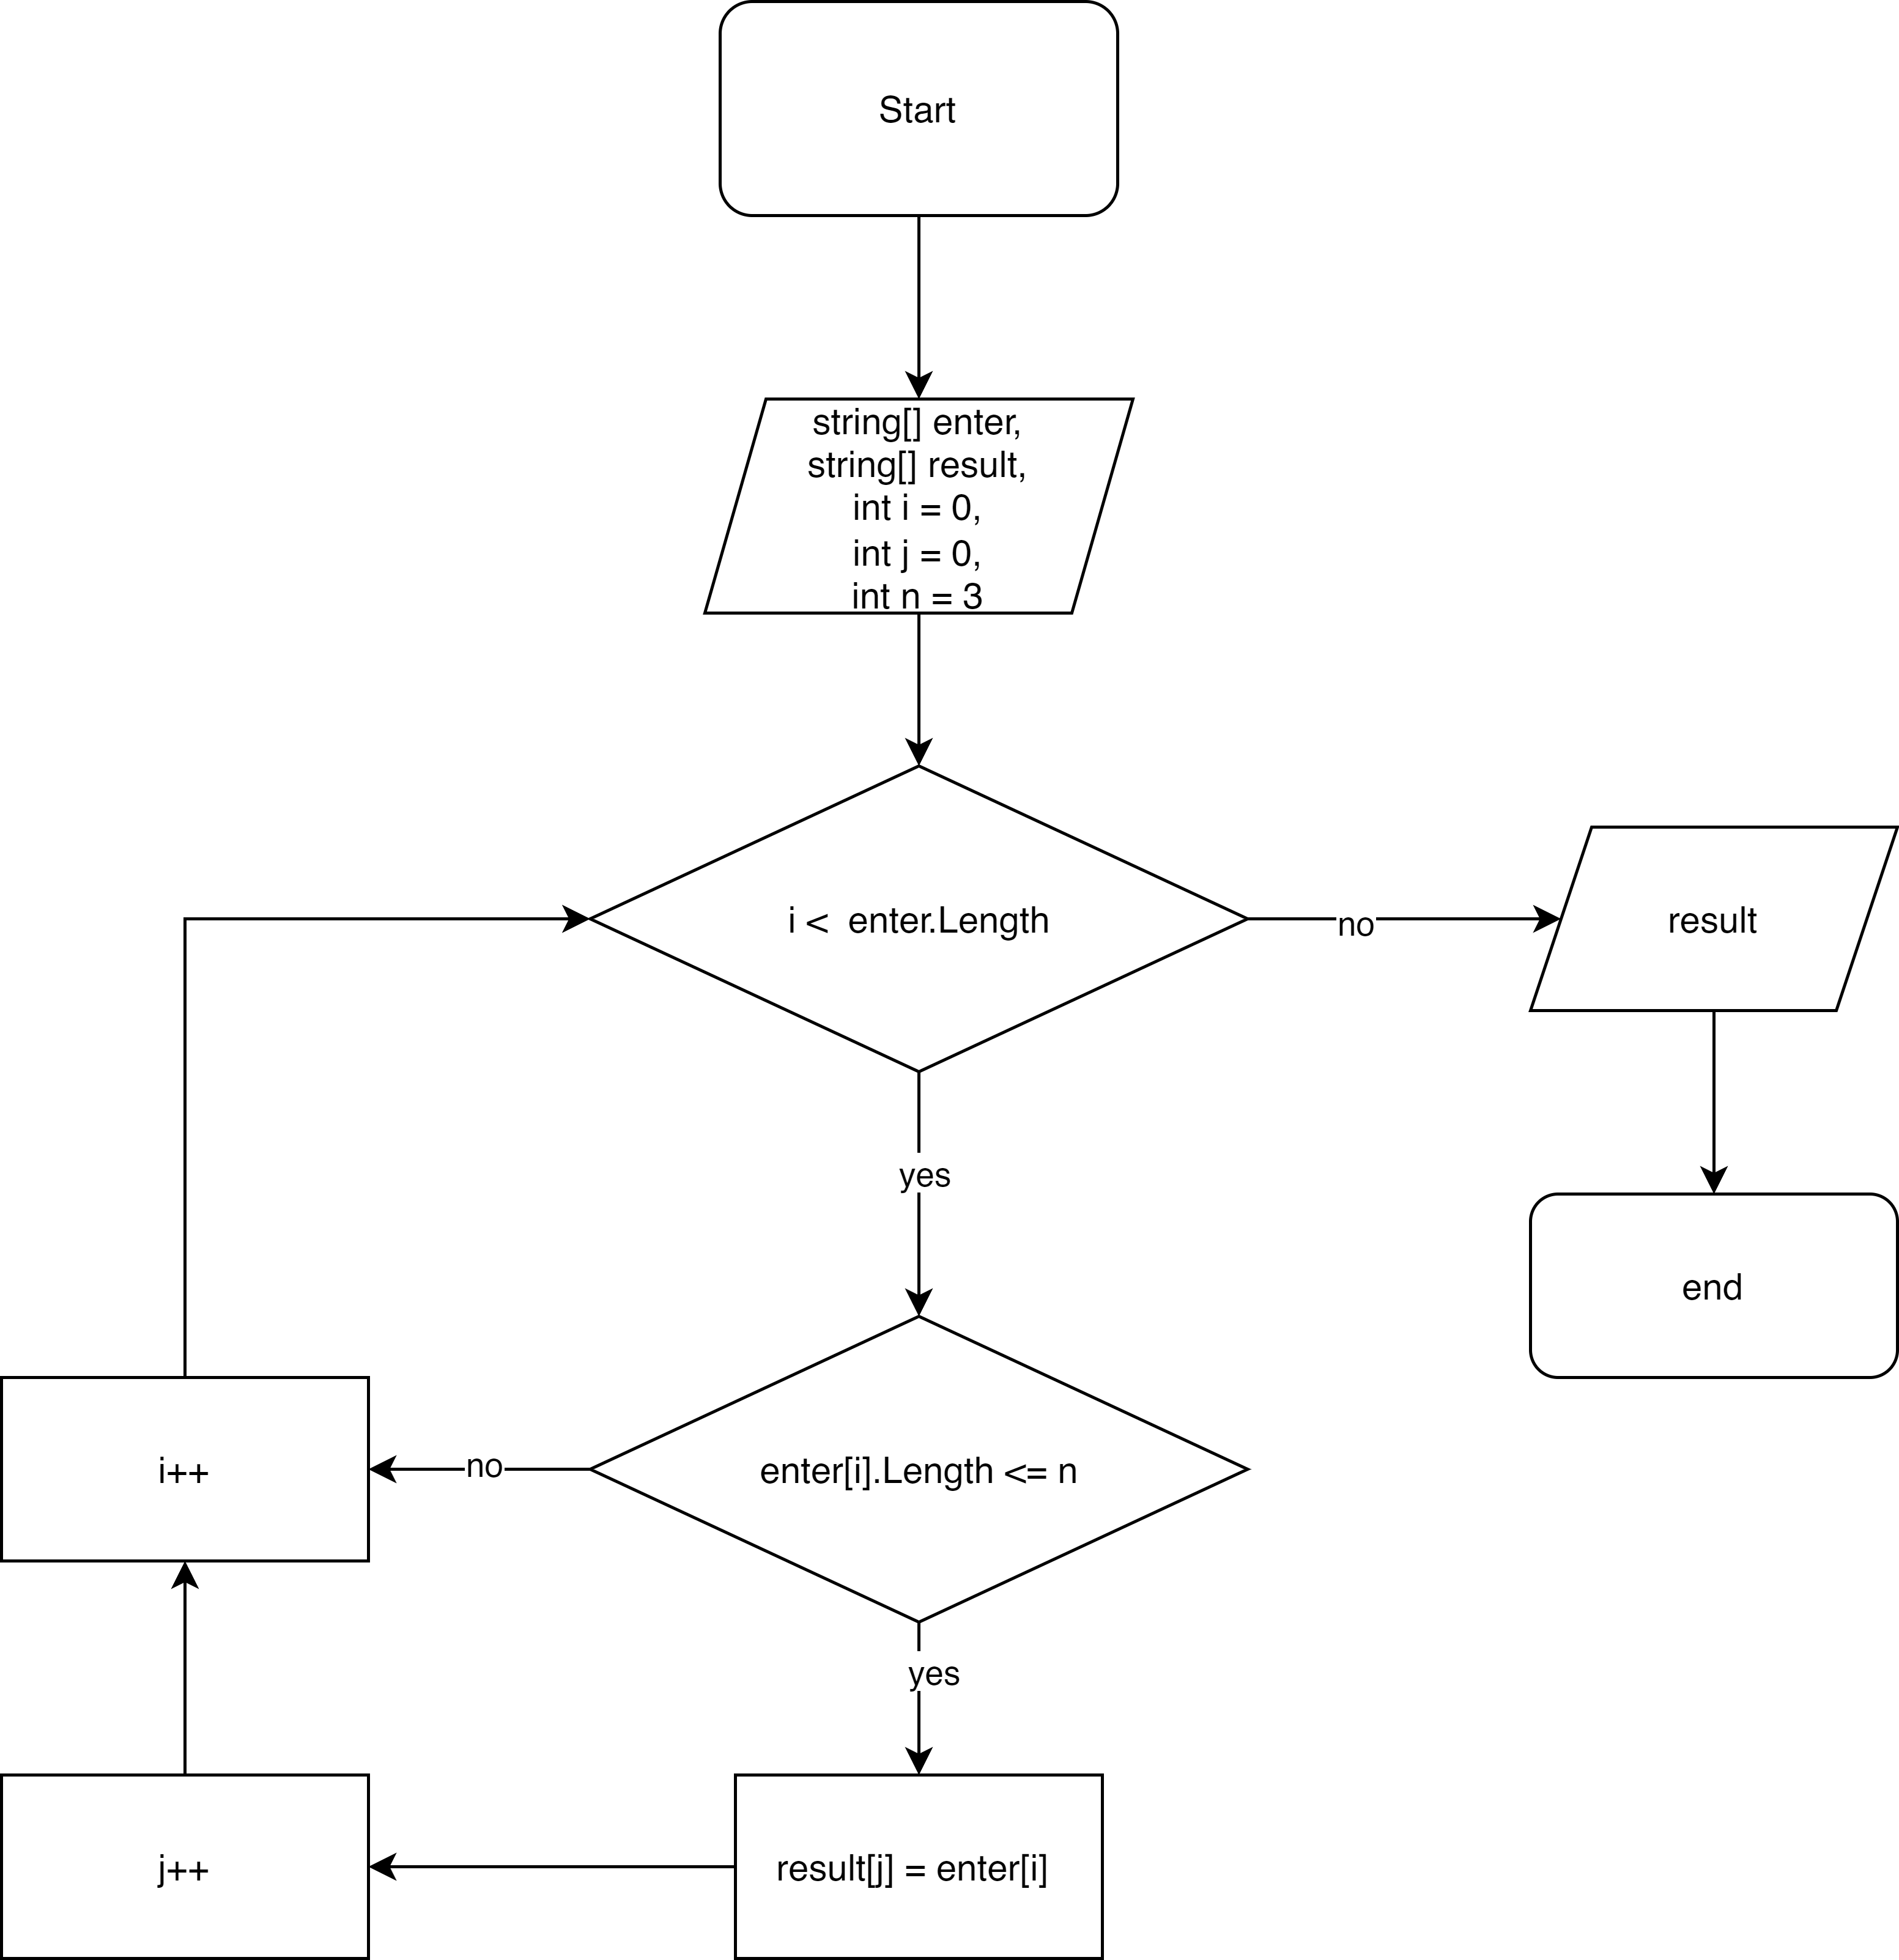 Start
string[] enter,
string[] result,
int i = 0,
int j = 0,
int n = 3
i <  enter.Length
no
result
yes
end
enter[i].Length <= n
no
i++
yes
result[j] = enter[i]
j++